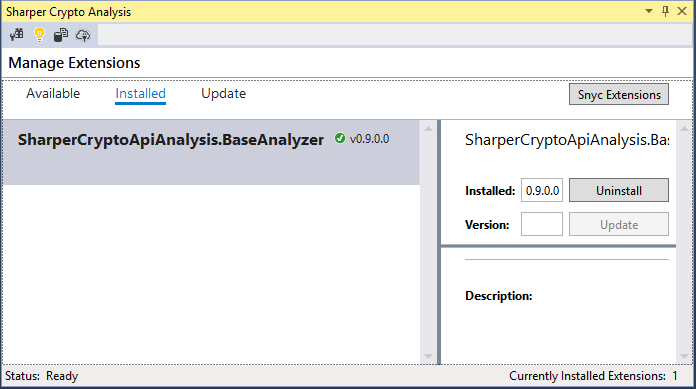 Sharper Crypto Analysis
Manage Extensions
Available Installed Update
Snyc Extensions
SharperCryptoApiAnalysis.BaseAnalyzer v0.9.0.0
SharperCryptoApiAnalysis.Ba
Installed: 0.9.0.0 Uninstall
Version: Update
Description:
Status: Ready
Currently Installed Extensions: 1